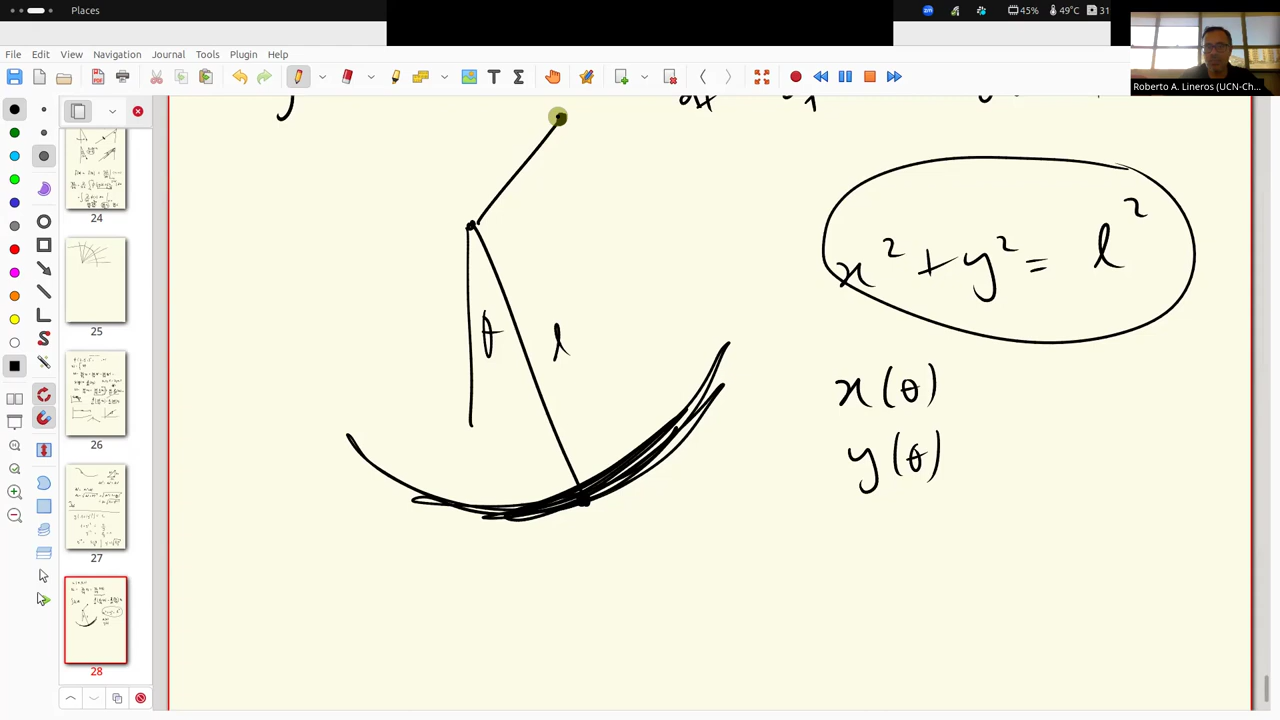 Places
45% 49°C 31
File Edit View Navigation Journal Tools Plugin Help
Roberto A. Lineros (UCN-Ch...
x² + y² = l²
θ l
x(θ)
y(θ)
24
25
26
27
28